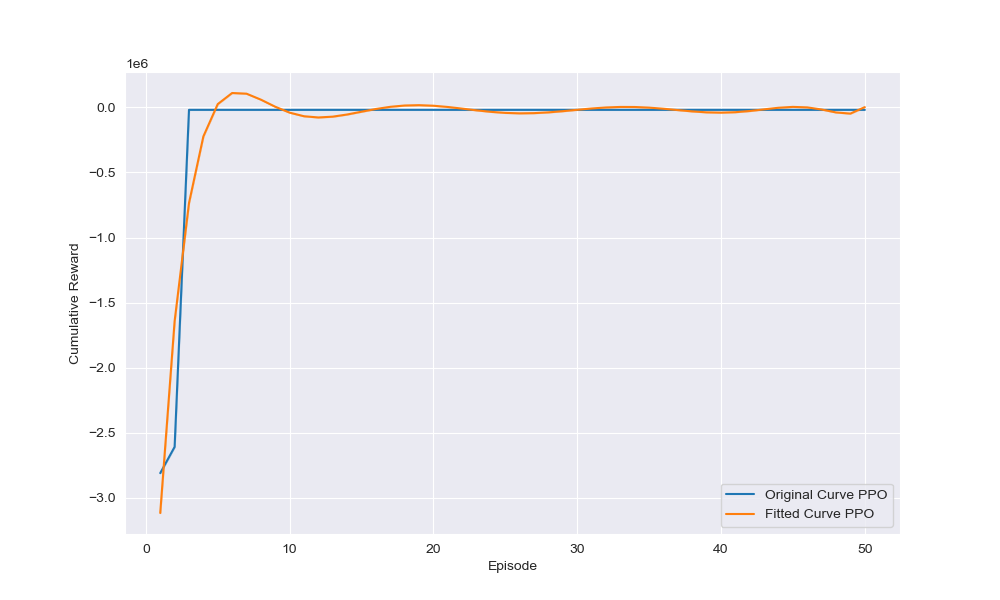 1e6
0.0
−0.5
−1.0
−1.5
−2.0
−2.5
−3.0
Cumulative Reward
0 10 20 30 40 50
Episode
Original Curve PPO
Fitted Curve PPO